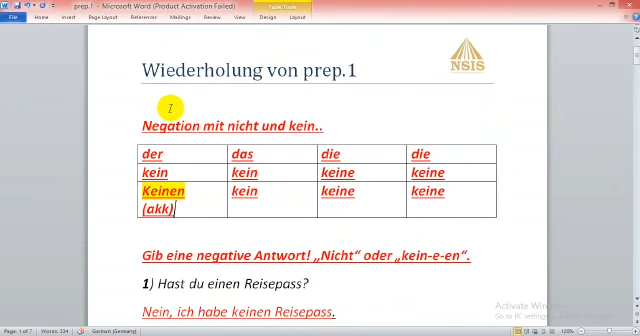 prep.1 - Microsoft Word (Product Activation Failed)
Table Tools
File Home Insert Page Layout References Mailings Review View Design Layout
NSIS
Wiederholung von prep.1
Negation mit nicht und kein..
der das die die
kein kein keine keine
Keinen kein keine keine
(akk)
Gib eine negative Antwort! „Nicht" oder „kein-e-en".
1) Hast du einen Reisepass?
Nein, ich habe keinen Reisepass.
Activate Windows
Go to PC settings to activate Windows.
Page: 1 of 7 Words: 334 German (Germany) 120%